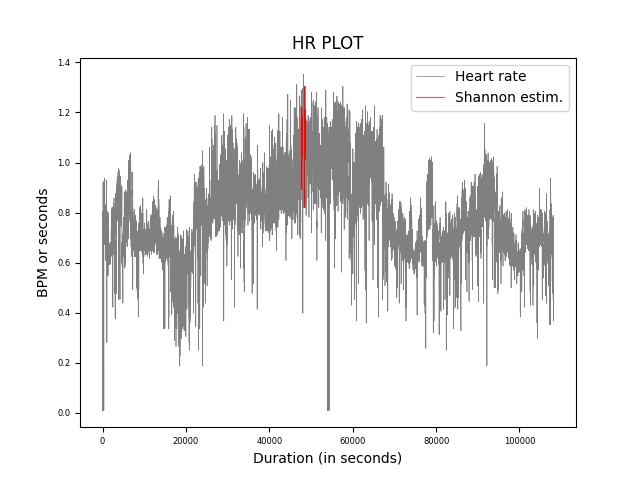 HR PLOT
Heart rate
Shannon estim.
BPM or seconds
1.4
1.2
1.0
0.8
0.6
0.4
0.2
0.0
0 20000 40000 60000 80000 100000
Duration (in seconds)